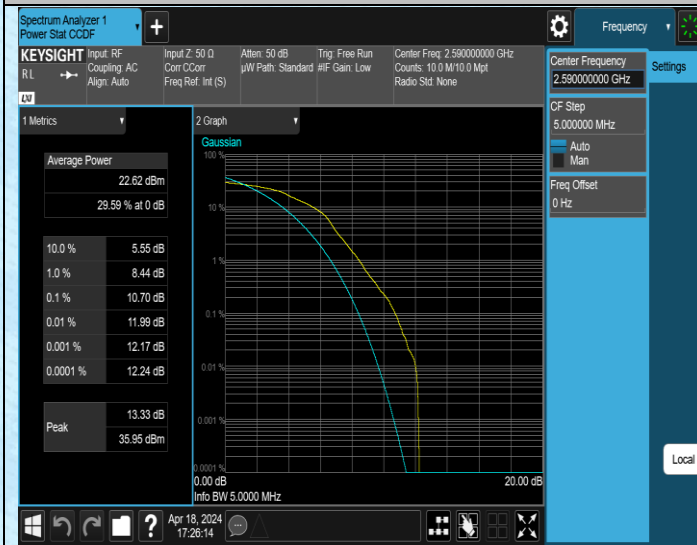 Spectrum Analyzer 1
Power Stat CCDF
+
Frequency
KEYSIGHT
RL
LXI
Input: RF
Coupling: AC
Align: Auto
Input Z: 50 Ω
Corr CCorr
Freq Ref: Int (S)
Atten: 50 dB
µW Path: Standard
Trig: Free Run
#IF Gain: Low
Center Freq: 2.590000000 GHz
Counts: 10.0 M/10.0 Mpt
Radio Std: None
Center Frequency
2.590000000 GHz
Settings
CF Step
5.000000 MHz
Auto
Man
Freq Offset
0 Hz
1 Metrics
Average Power
22.62 dBm
29.59 % at 0 dB
10.0 % 5.55 dB
1.0 % 8.44 dB
0.1 % 10.70 dB
0.01 % 11.99 dB
0.001 % 12.17 dB
0.0001 % 12.24 dB
Peak
13.33 dB
35.95 dBm
2 Graph
Gaussian
100 %
10 %
1 %
0.1 %
0.01 %
0.001 %
0.0001 %
0.00 dB 20.00 dB
Info BW 5.0000 MHz
Local
?
Apr 18, 2024
17:26:14